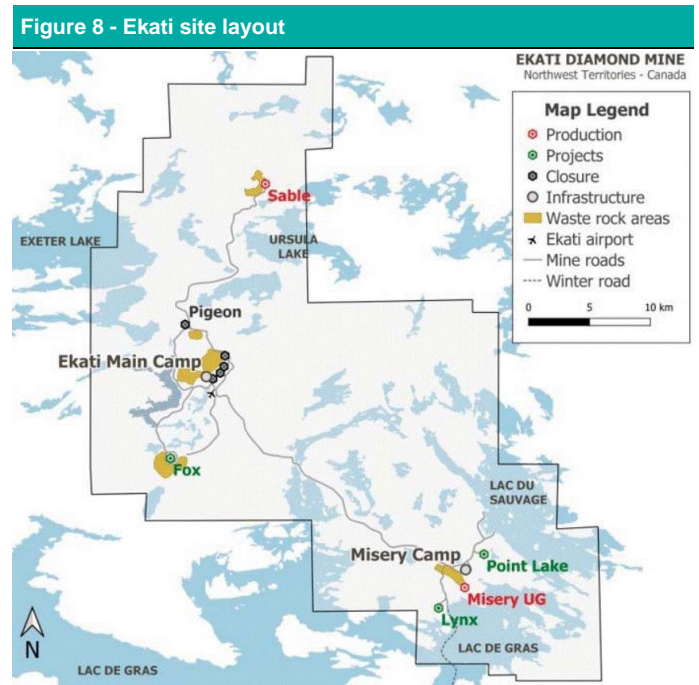 Figure 8 - Ekati site layout
EKATI DIAMOND MINE
Northwest Territories - Canada
Map Legend
Production
Projects
Closure
Infrastructure
Waste rock areas
Ekati airport
Mine roads
Winter road
0 5 10 km
Sable
EXETER LAKE
URSULA
LAKE
Pigeon
Ekati Main Camp
Fox
LAC DU
SAUVAGE
Misery Camp
Point Lake
Misery UG
Lynx
LAC DE GRAS
N
LAC DE GRAS